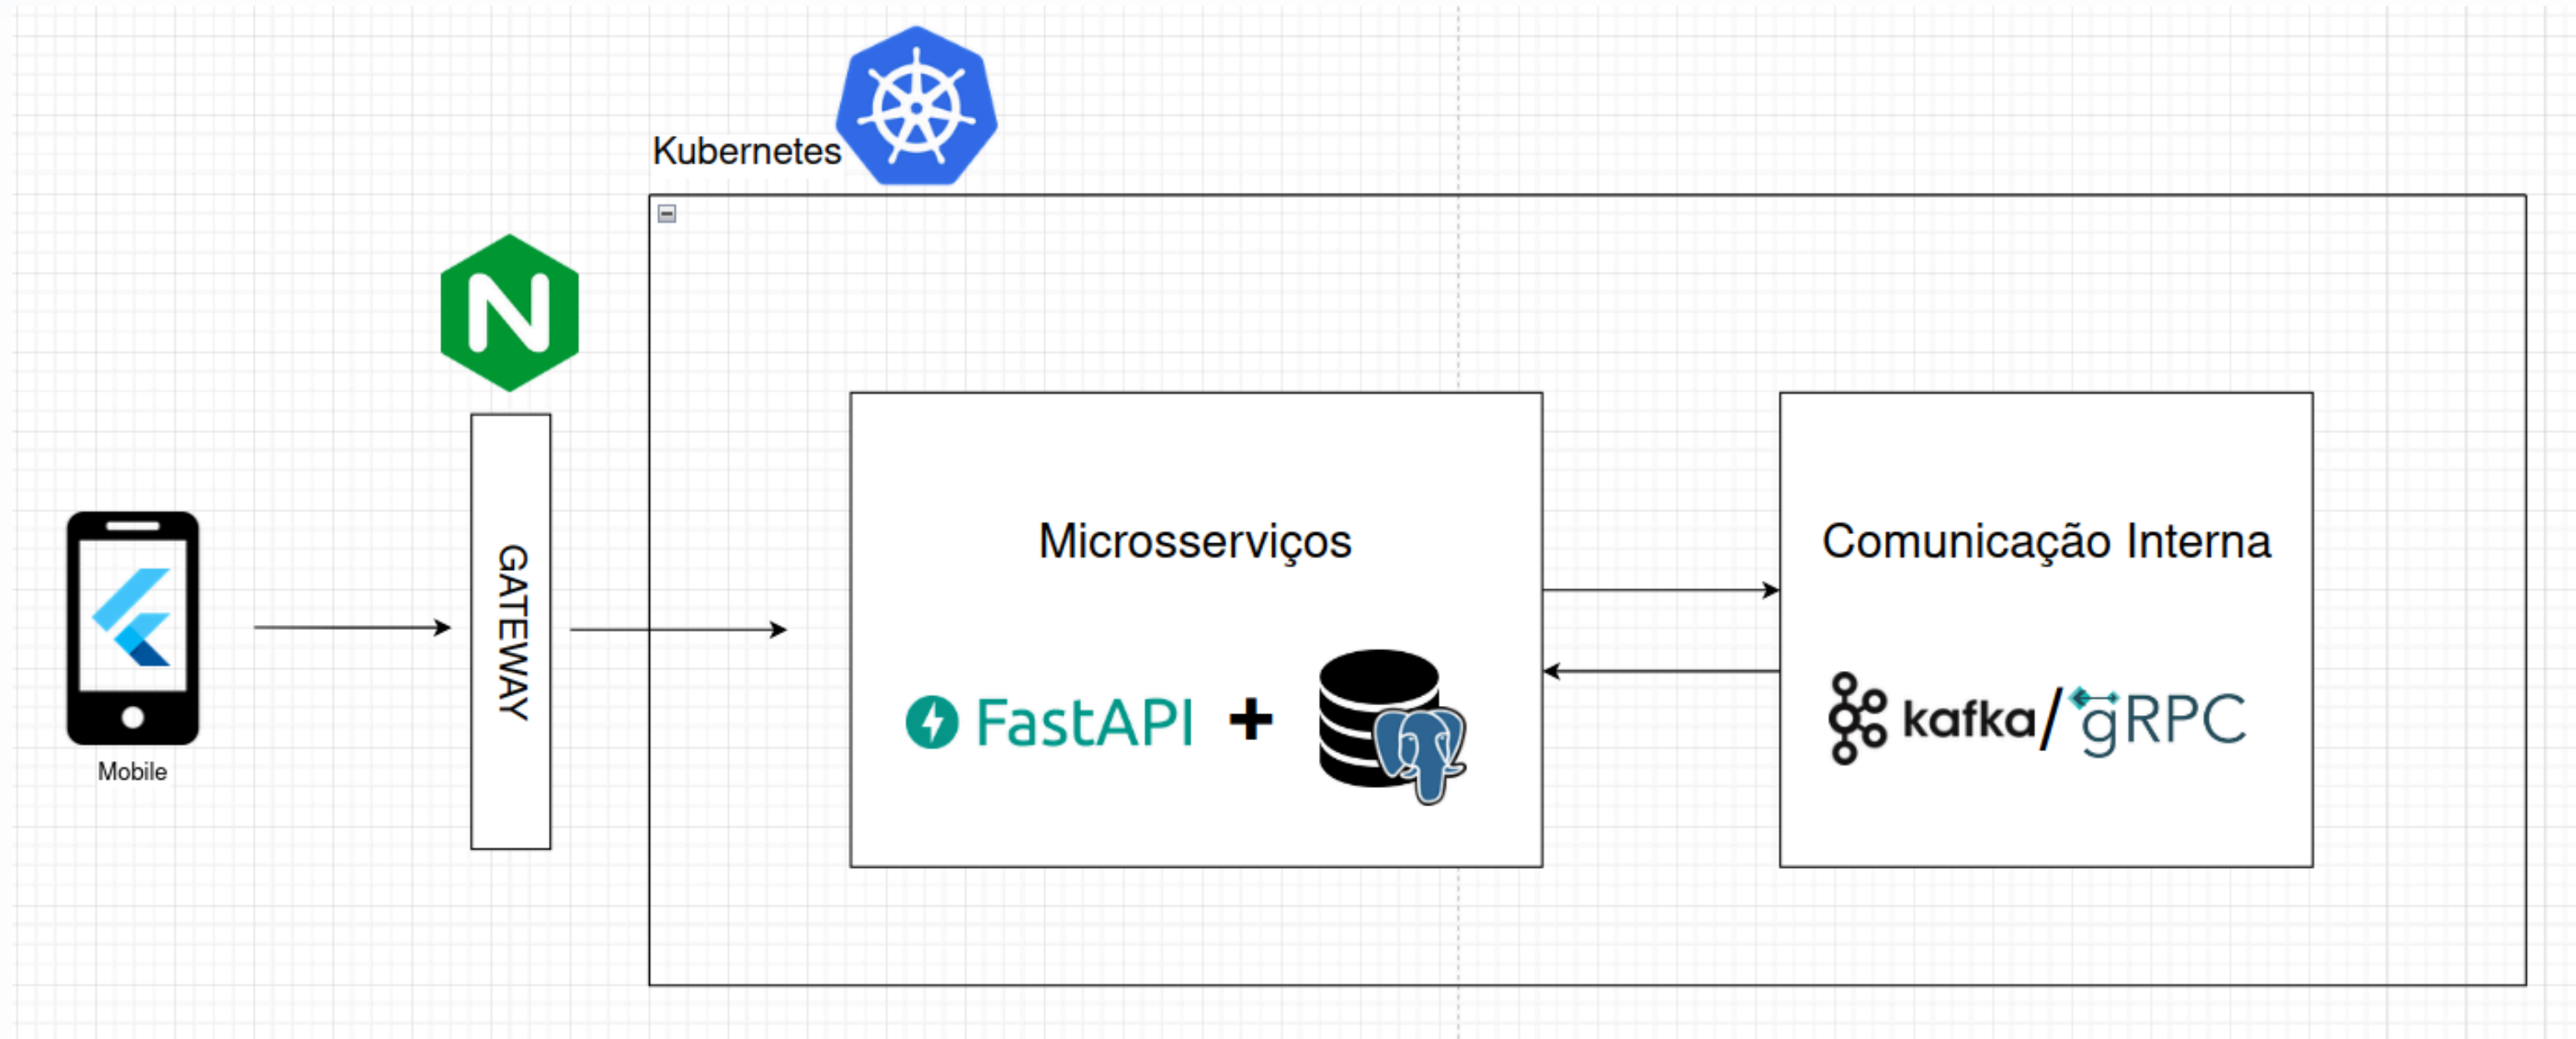 Kubernetes
N
GATEWAY
Mobile
Microsserviços
FastAPI +
Comunicação Interna
kafka/gRPC